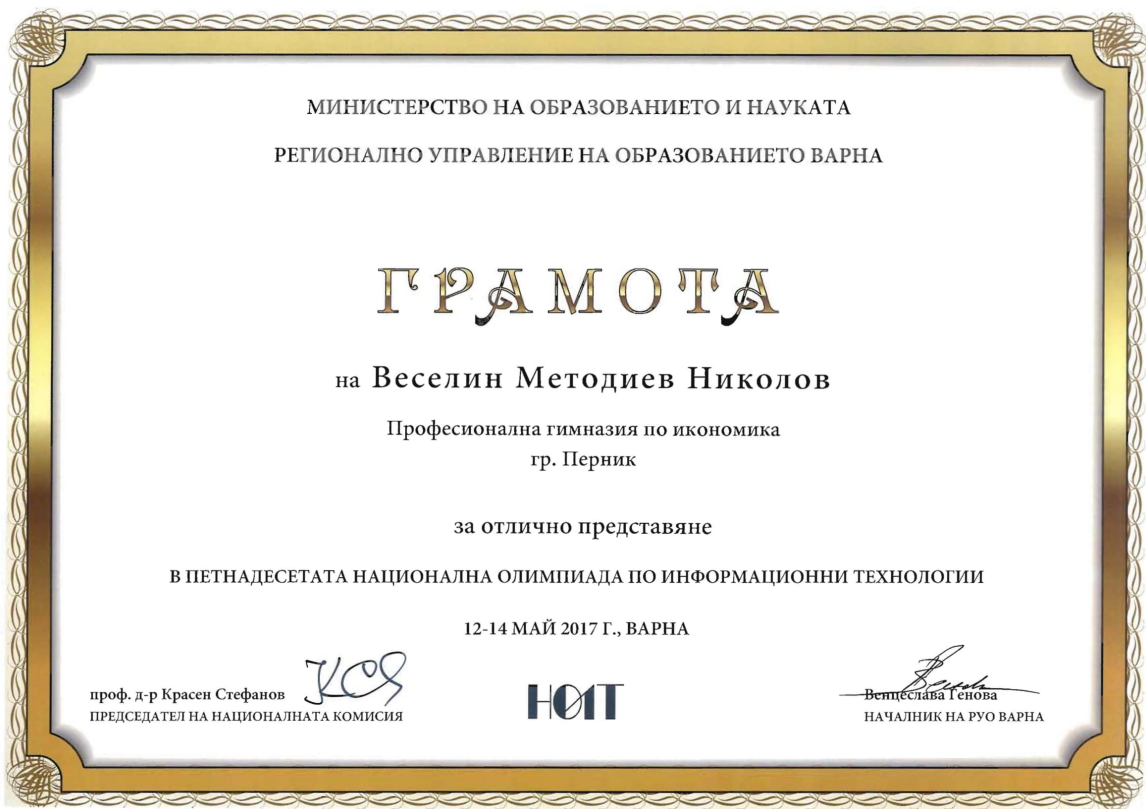 МИНИСТЕРСТВО НА ОБРАЗОВАНИЕТО И НАУКАТА
РЕГИОНАЛНО УПРАВЛЕНИЕ НА ОБРАЗОВАНИЕТО ВАРНА
ГРАМОТА
на Веселин Методиев Николов
Професионална гимназия по икономика
гр. Перник
за отлично представяне
В ПЕТНАДЕСЕТАТА НАЦИОНАЛНА ОЛИМПИАДА ПО ИНФОРМАЦИОННИ ТЕХНОЛОГИИ
12-14 МАЙ 2017 Г., ВАРНА
проф. д-р Красен Стефанов
ПРЕДСЕДАТЕЛ НА НАЦИОНАЛНАТА КОМИСИЯ
НОИТ
Венцеслава Генова
НАЧАЛНИК НА РУО ВАРНА